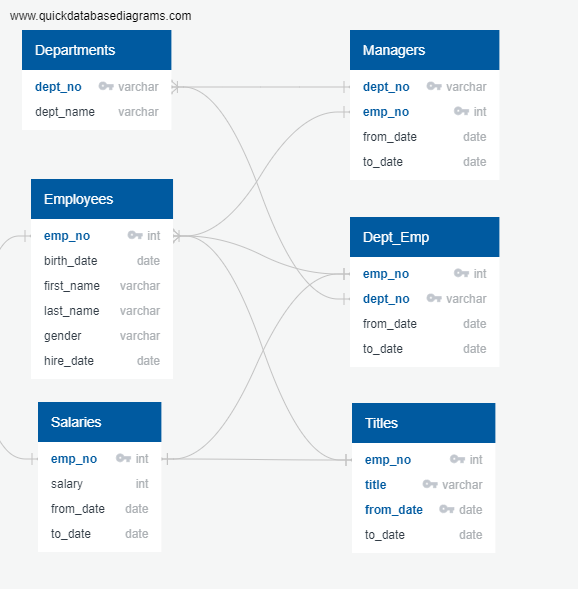 www.quickdatabasediagrams.com
Departments
dept_no varchar
dept_name varchar
Managers
dept_no varchar
emp_no int
from_date date
to_date date
Employees
emp_no int
birth_date date
first_name varchar
last_name varchar
gender varchar
hire_date date
Dept_Emp
emp_no int
dept_no varchar
from_date date
to_date date
Salaries
emp_no int
salary int
from_date date
to_date date
Titles
emp_no int
title varchar
from_date date
to_date date